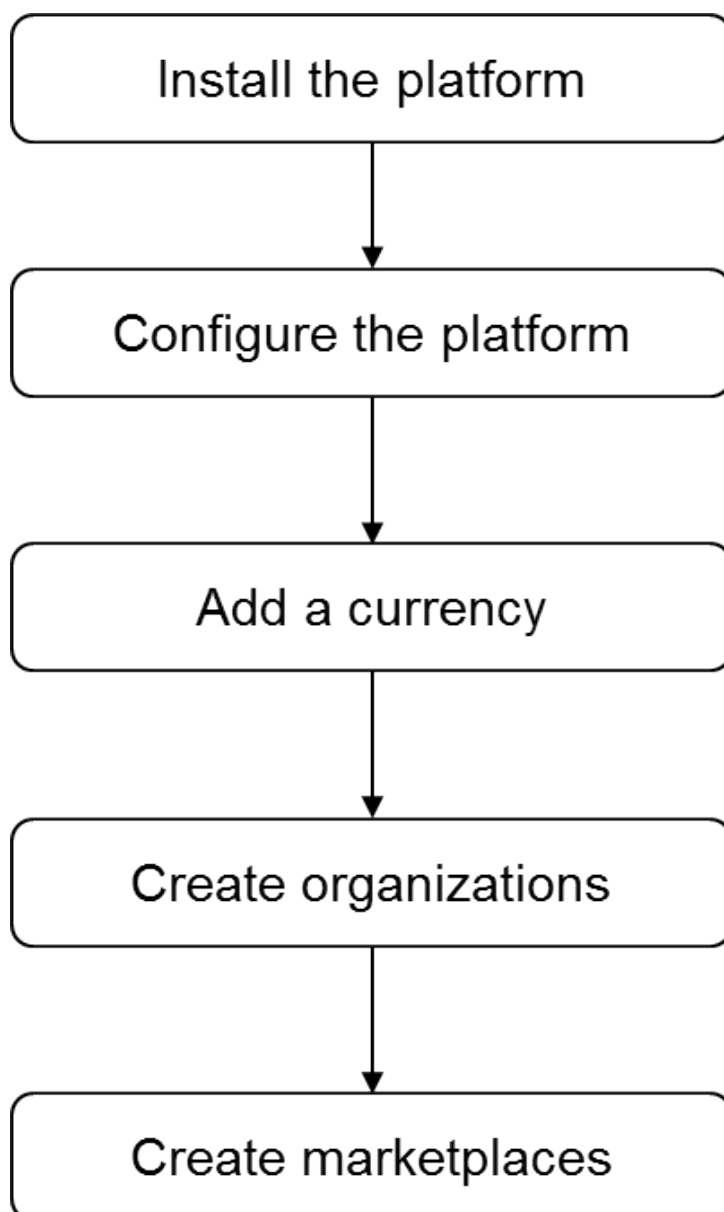 Install the platform
Configure the platform
Add a currency
Create organizations
Create marketplaces